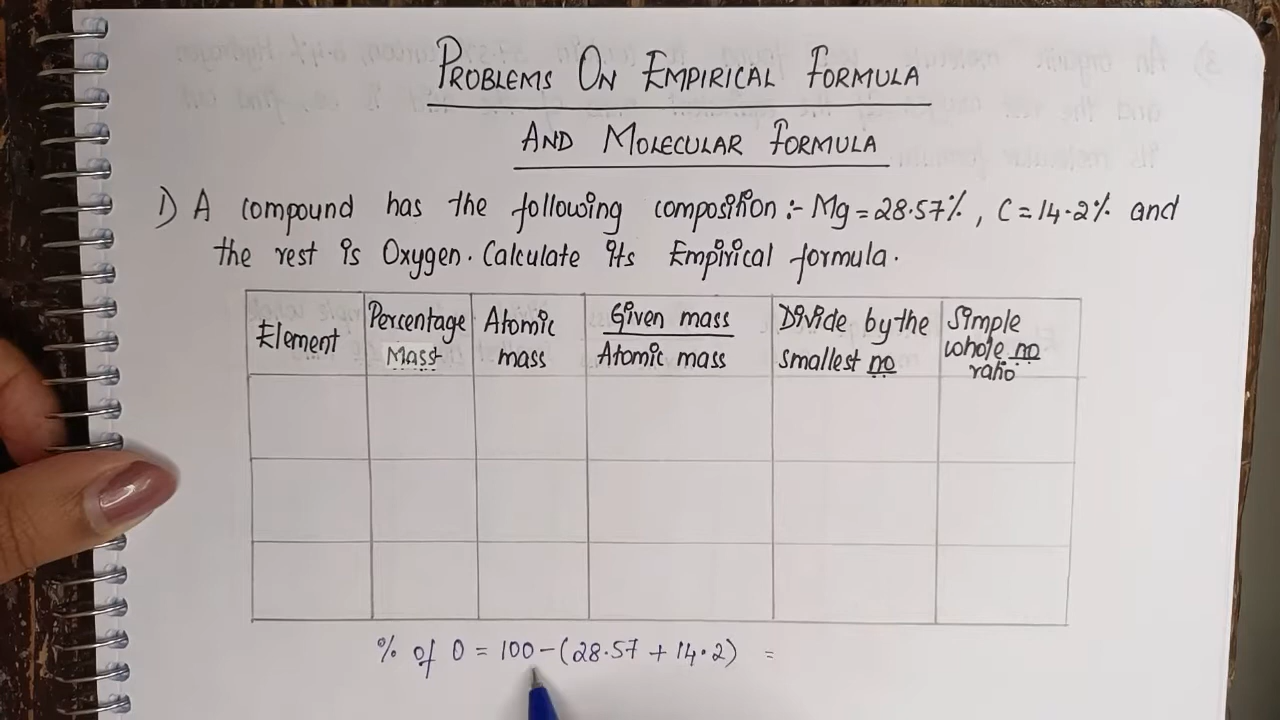 PROBLEMS ON EMPIRICAL FORMULA
AND MOLECULAR FORMULA
1) A compound has the following composition :- Mg = 28.57%, C = 14.2% and
the rest is Oxygen. Calculate its Empirical formula.
Element
Percentage
Mass
Atomic
mass
Given mass
Atomic mass
Divide by the
smallest no
Simple
whole no
ratio
% of O = 100 - (28.57 + 14.2) =